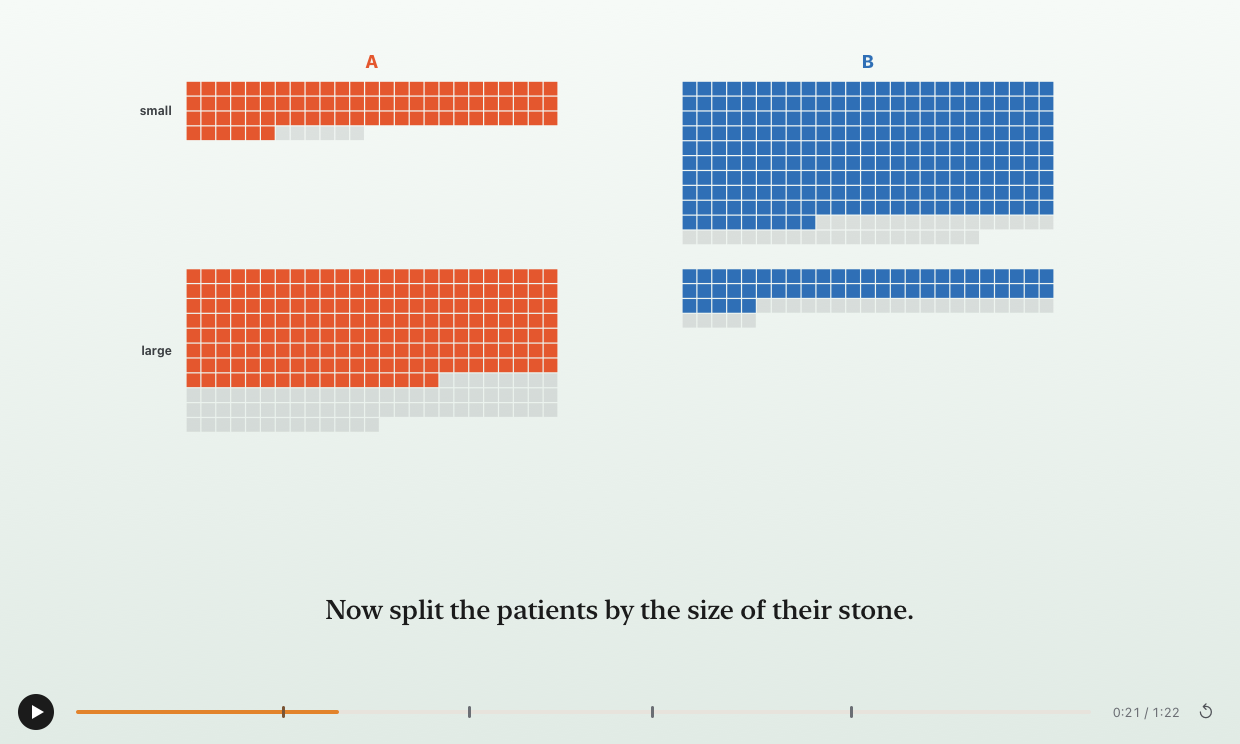 A
B
small
large
Now split the patients by the size of their stone.
0:21 / 1:22